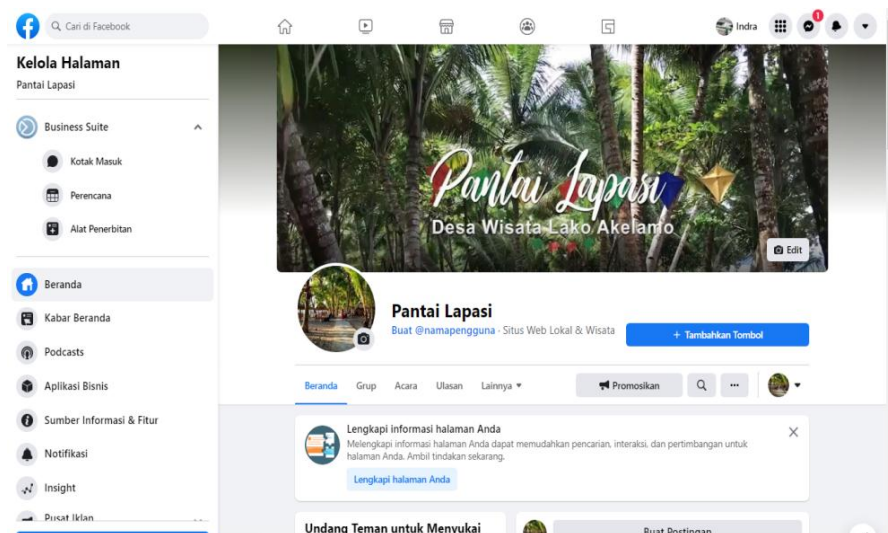 Cari di Facebook
Indra
1
Kelola Halaman
Pantai Lapasi
Business Suite
Kotak Masuk
Perencana
Alat Penerbitan
Beranda
Kabar Beranda
Podcasts
Aplikasi Bisnis
Sumber Informasi & Fitur
Notifikasi
Insight
Pusat Iklan
Pantai Lapasi
Desa Wisata Lako Akelamo
Edit
Pantai Lapasi
Buat @namapengguna · Situs Web Lokal & Wisata
+ Tambahkan Tombol
Beranda Grup Acara Ulasan Lainnya
Promosikan
Lengkapi informasi halaman Anda
Melengkapi informasi halaman Anda dapat memudahkan pencarian, interaksi, dan pertimbangan untuk
halaman Anda. Ambil tindakan sekarang.
Lengkapi halaman Anda
Undang Teman untuk Menyukai
Buat Postingan